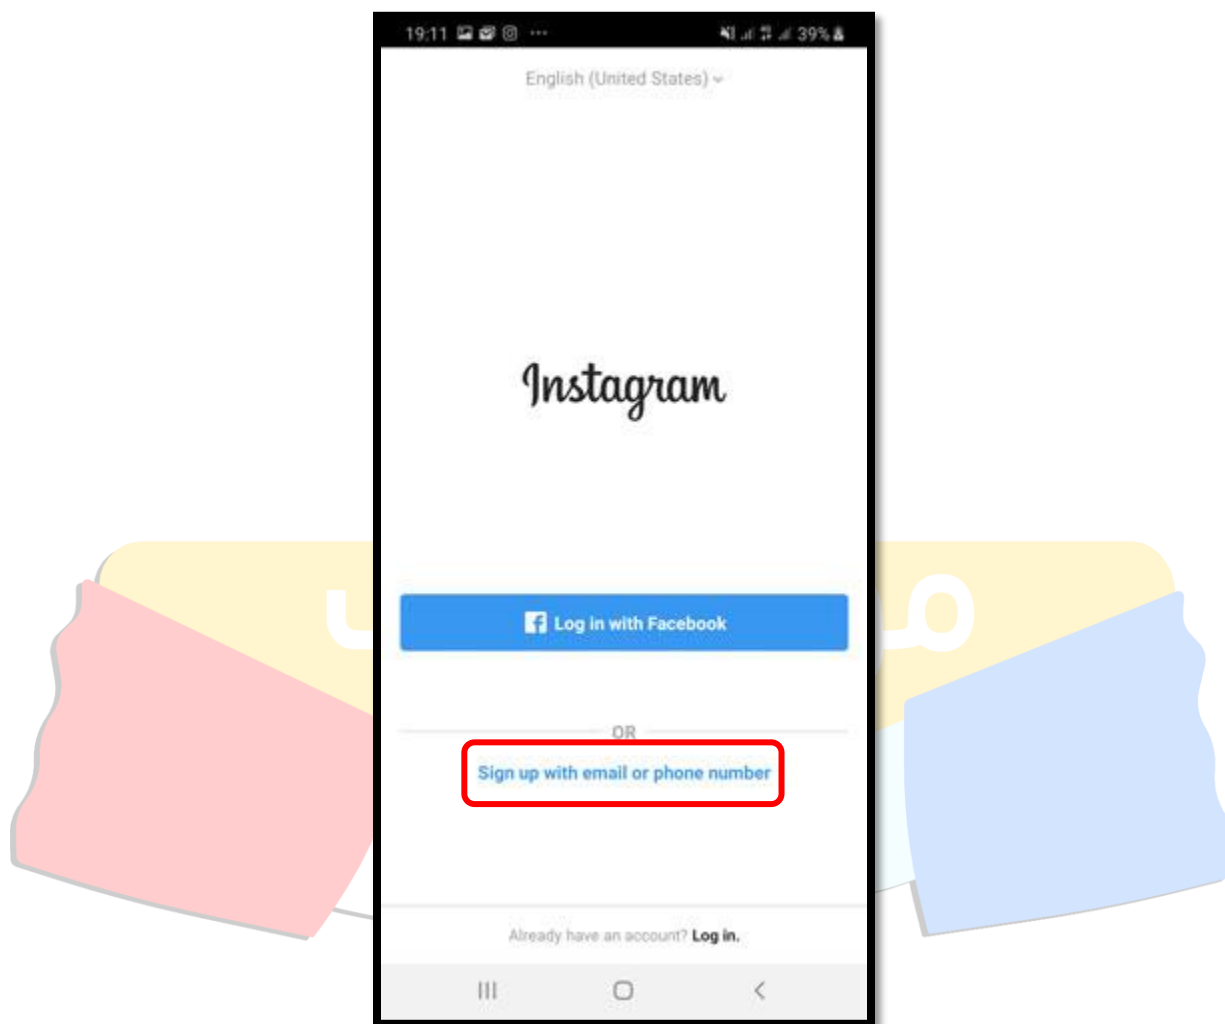 19:11 39%
English (United States)
Instagram
Log in with Facebook
OR
Sign up with email or phone number
Already have an account? Log in.